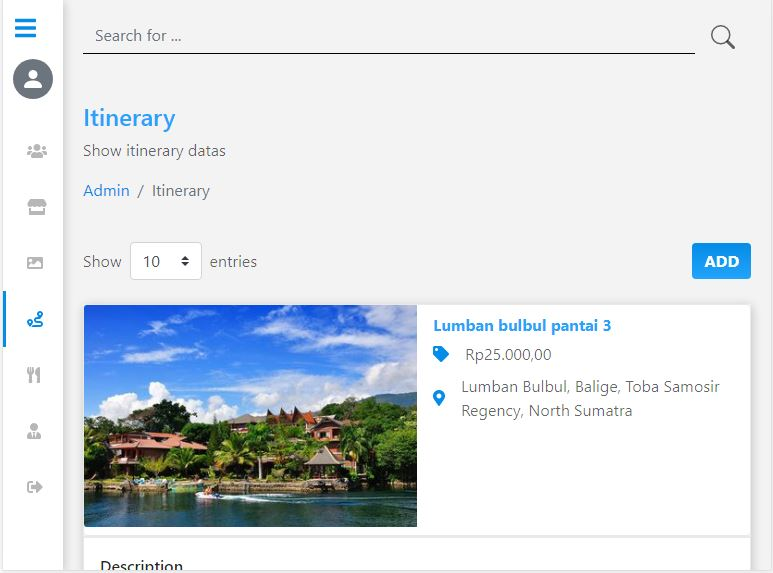 Search for ...
Itinerary
Show itinerary datas
Admin / Itinerary
Show 10 entries
ADD
Lumban bulbul pantai 3
Rp25.000,00
Lumban Bulbul, Balige, Toba Samosir
Regency, North Sumatra
Description